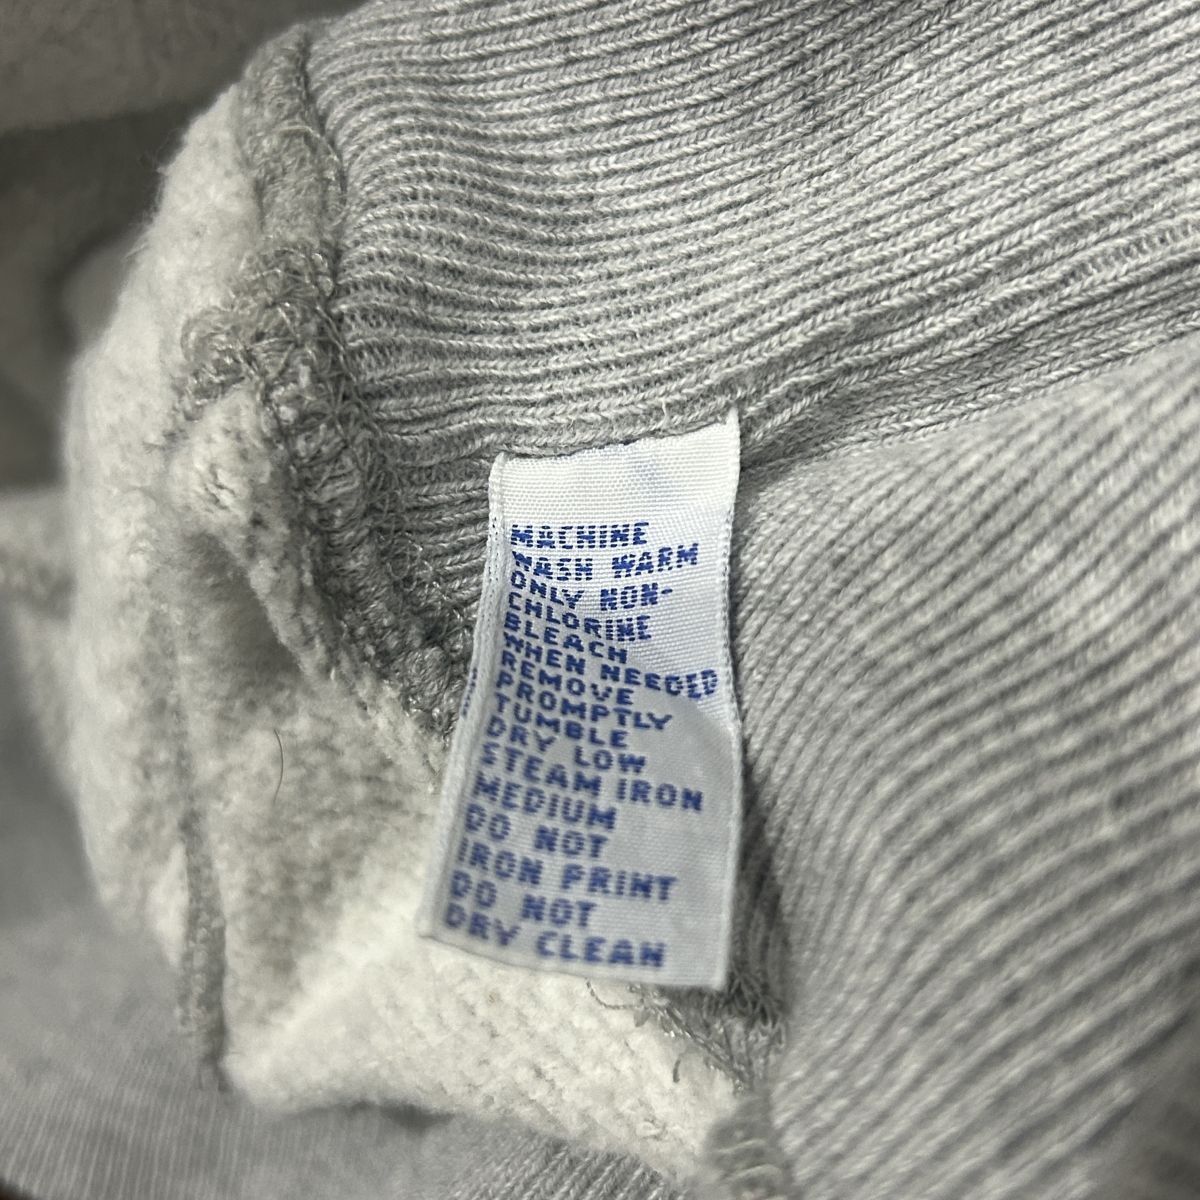 MACHINE
WASH WARM
ONLY NON-
CHLORINE
BLEACH
WHEN NEEDED
REMOVE
PROMPTLY
TUMBLE
DRY LOW
STEAM IRON
MEDIUM
DO NOT
IRON PRINT
DO NOT
DRY CLEAN